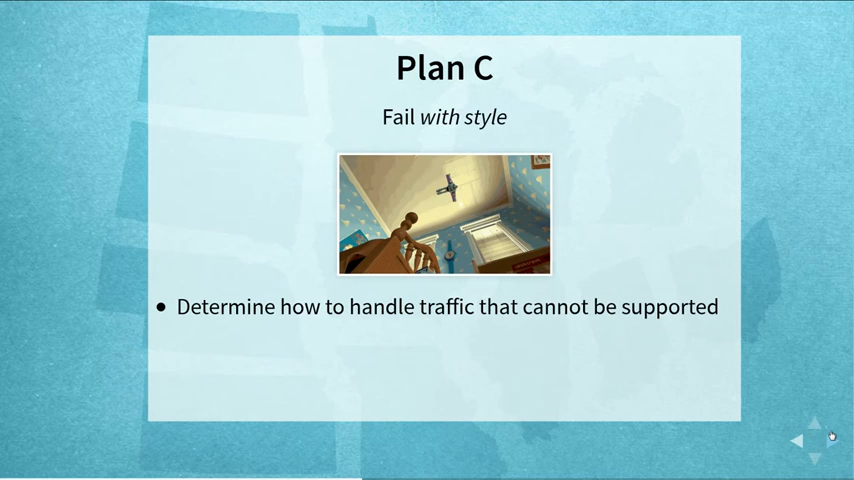 Plan C
Fail with style
• Determine how to handle traffic that cannot be supported